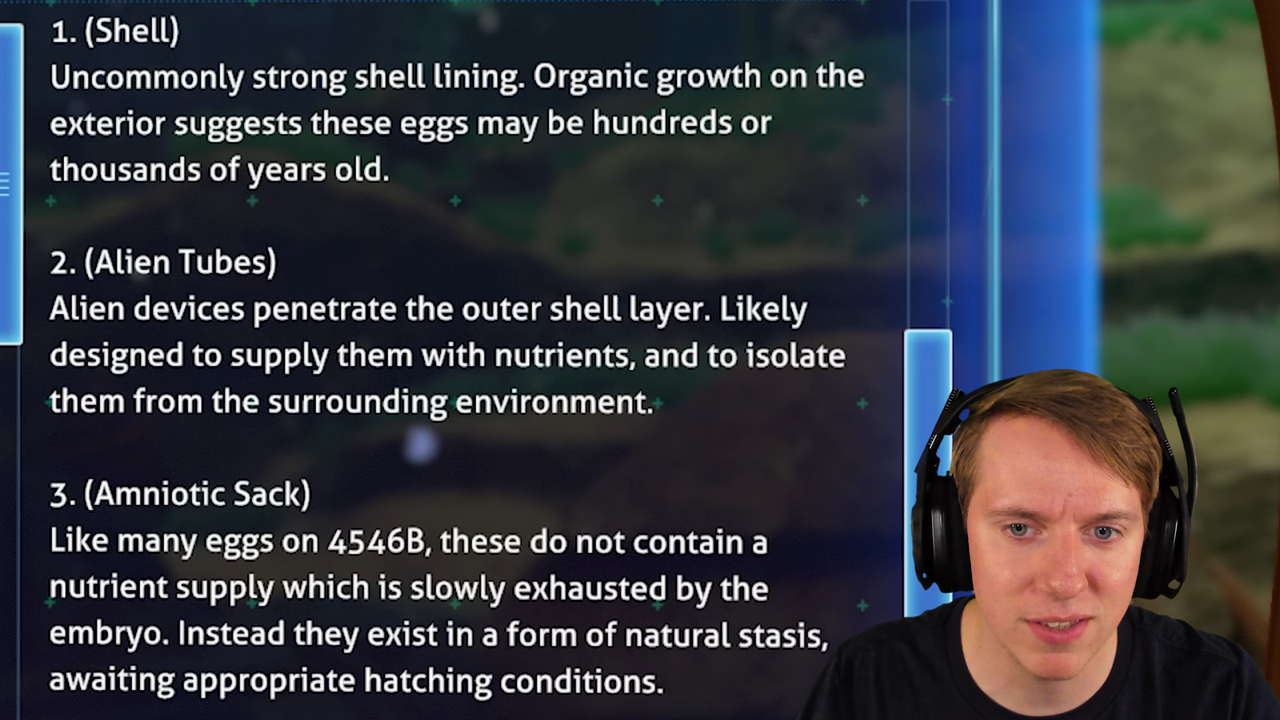 1. (Shell)
Uncommonly strong shell lining. Organic growth on the
exterior suggests these eggs may be hundreds or
thousands of years old.
2. (Alien Tubes)
Alien devices penetrate the outer shell layer. Likely
designed to supply them with nutrients, and to isolate
them from the surrounding environment.
3. (Amniotic Sack)
Like many eggs on 4546B, these do not contain a
nutrient supply which is slowly exhausted by the
embryo. Instead they exist in a form of natural stasis,
awaiting appropriate hatching conditions.